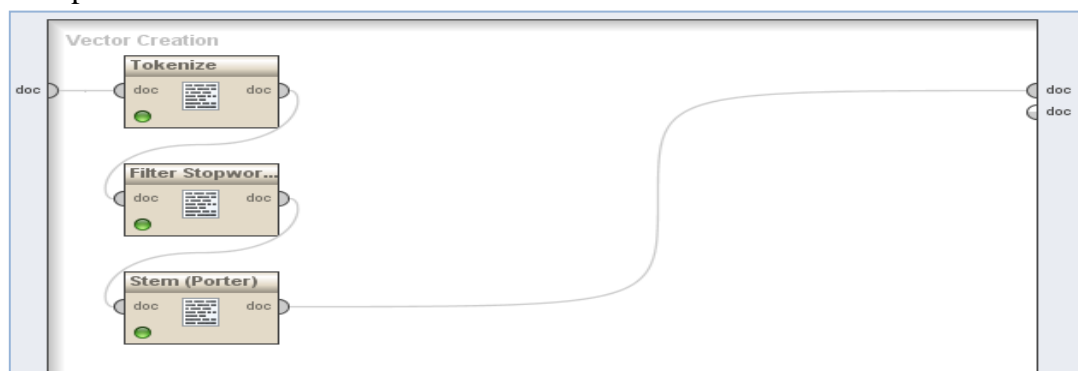 Vector Creation
Tokenize
doc doc doc doc
doc
Filter Stopwor...
doc doc
Stem (Porter)
doc doc